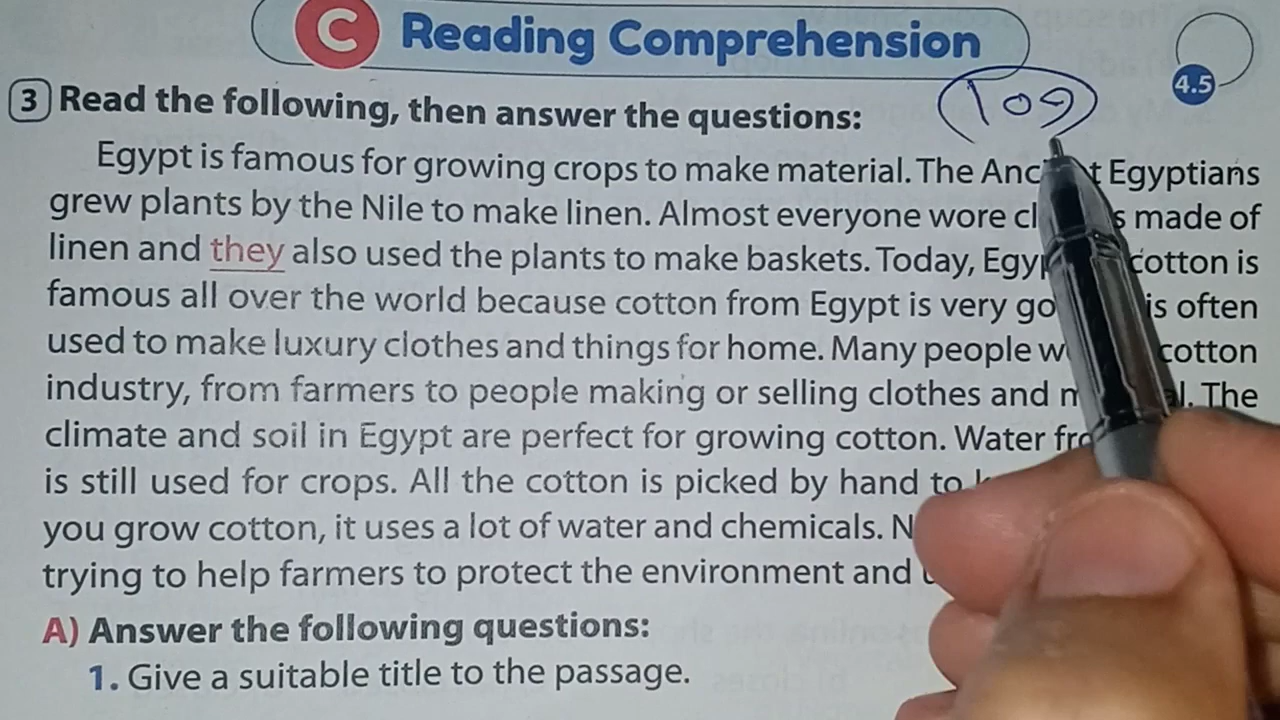 C Reading Comprehension
4.5
109
3 Read the following, then answer the questions:
Egypt is famous for growing crops to make material. The Egyptians
grew plants by the Nile to make linen. Almost everyone wore made of
linen and they also used the plants to make baskets. Today, cotton is
famous all over the world because cotton from Egypt is very is often
used to make luxury clothes and things for home. Many people cotton
industry, from farmers to people making or selling clothes and The
climate and soil in Egypt are perfect for growing cotton. Water
is still used for crops. All the cotton is picked by hand to
you grow cotton, it uses a lot of water and chemicals.
trying to help farmers to protect the environment and
A) Answer the following questions:
1. Give a suitable title to the passage.